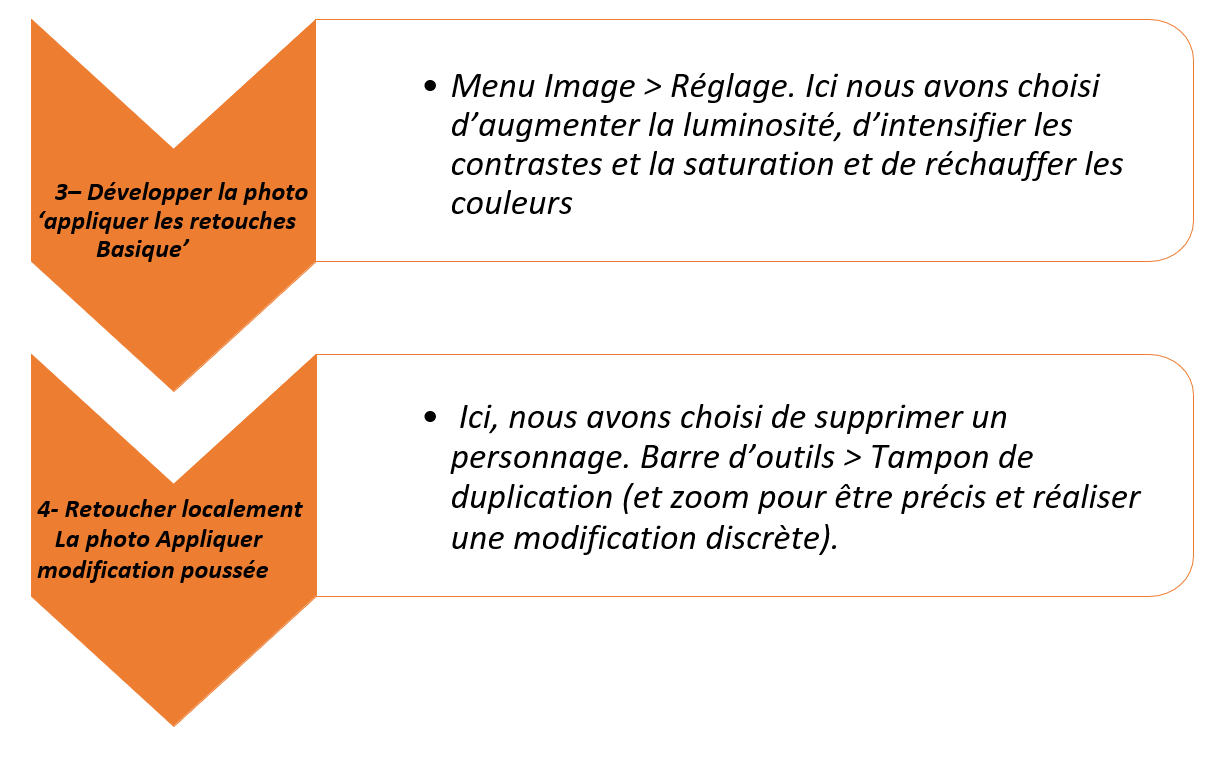 3– Développer la photo
‘appliquer les retouches
Basique’
• Menu Image > Réglage. Ici nous avons choisi
d’augmenter la luminosité, d’intensifier les
contrastes et la saturation et de réchauffer les
couleurs
4- Retoucher localement
La photo Appliquer
modification poussée
• Ici, nous avons choisi de supprimer un
personnage. Barre d’outils > Tampon de
duplication (et zoom pour être précis et réaliser
une modification discrète).